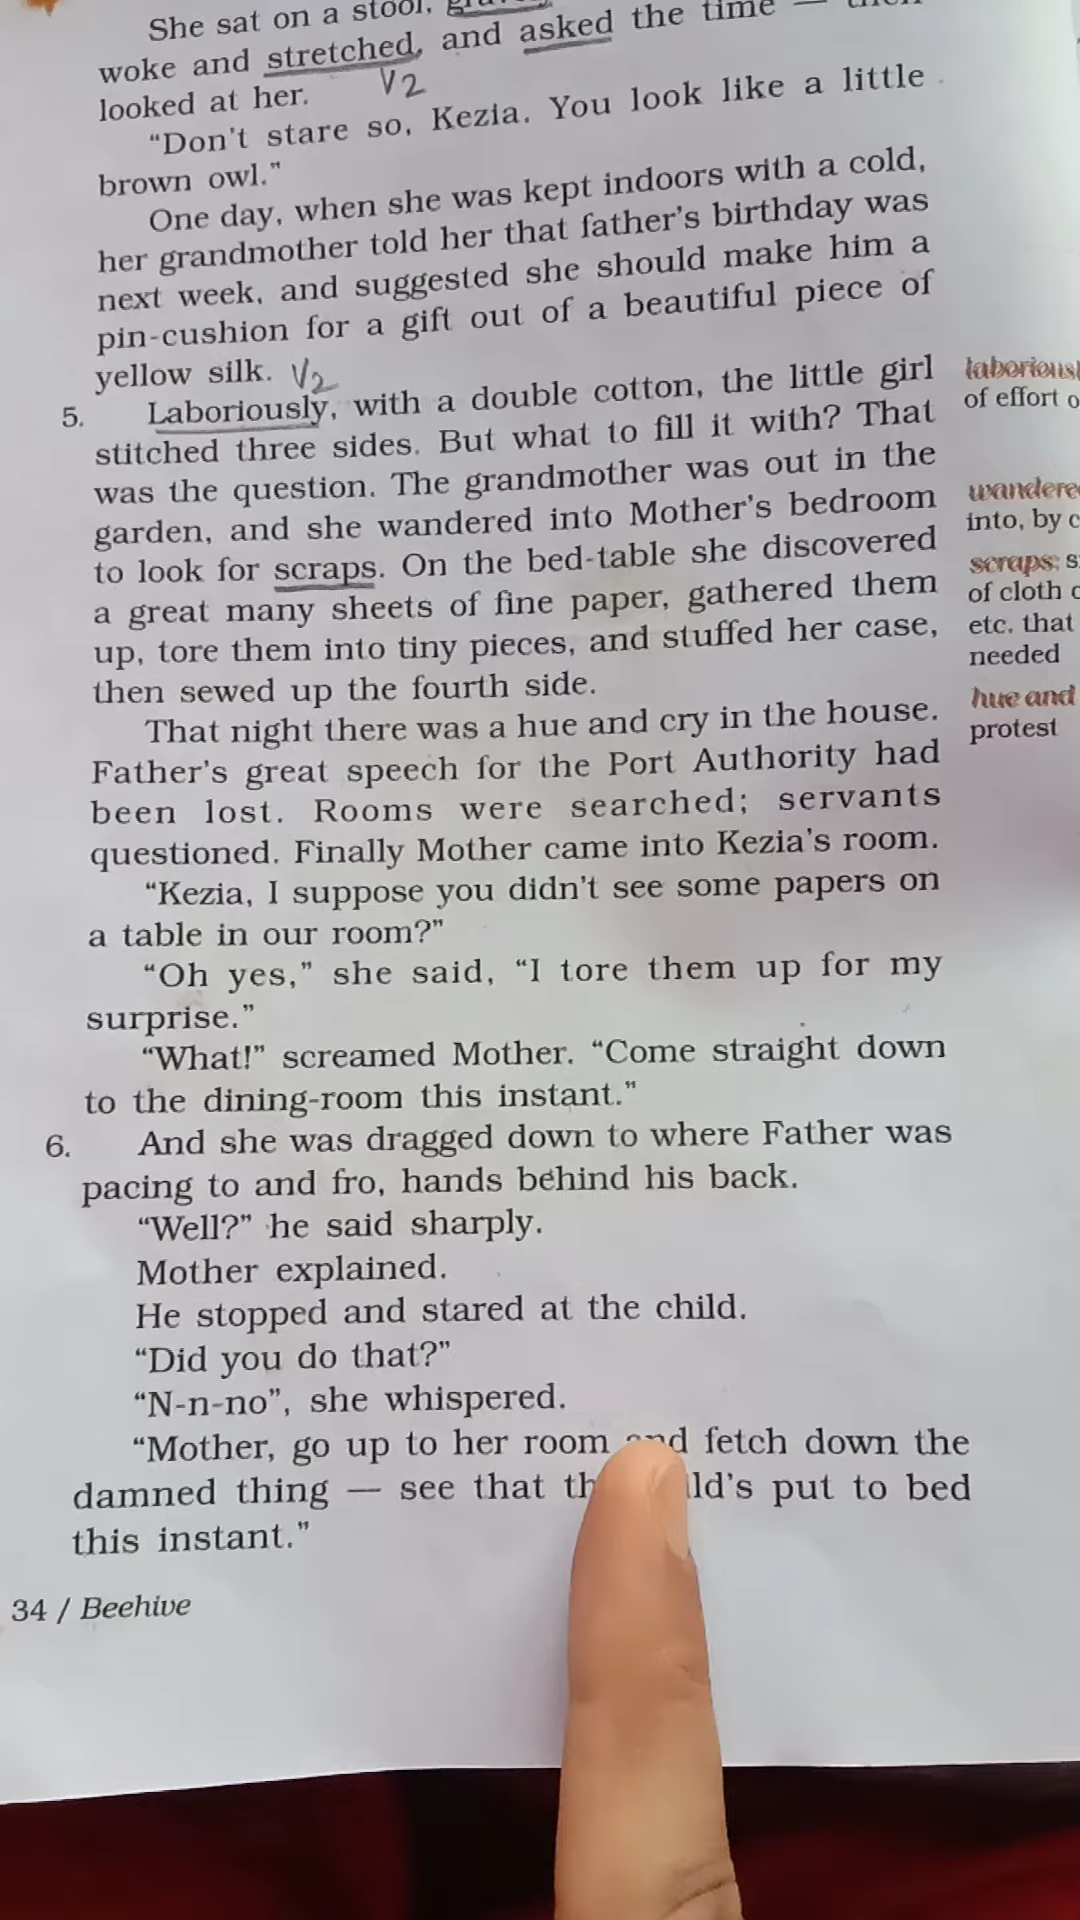 She sat on a stool,
woke and stretched, and asked the time —
looked at her.
V2
"Don't stare so, Kezia. You look like a little
brown owl."
One day, when she was kept indoors with a cold,
her grandmother told her that father's birthday was
next week, and suggested she should make him a
pin-cushion for a gift out of a beautiful piece of
yellow silk.
V2
5. Laboriously, with a double cotton, the little girl
stitched three sides. But what to fill it with? That
was the question. The grandmother was out in the
garden, and she wandered into Mother's bedroom
to look for scraps. On the bed-table she discovered
a great many sheets of fine paper, gathered them
up, tore them into tiny pieces, and stuffed her case,
then sewed up the fourth side.
That night there was a hue and cry in the house.
Father's great speech for the Port Authority had
been lost. Rooms were searched; servants
questioned. Finally Mother came into Kezia's room.
"Kezia, I suppose you didn't see some papers on
a table in our room?"
"Oh yes," she said, "I tore them up for my
surprise."
"What!" screamed Mother. "Come straight down
to the dining-room this instant."
6. And she was dragged down to where Father was
pacing to and fro, hands behind his back.
"Well?" he said sharply.
Mother explained.
He stopped and stared at the child.
"Did you do that?"
"N-n-no", she whispered.
"Mother, go up to her room and fetch down the
damned thing — see that put to bed
this instant."
34 / Beehive
of effort
into, by
scraps:
of cloth
etc. that
needed
hue and
protest